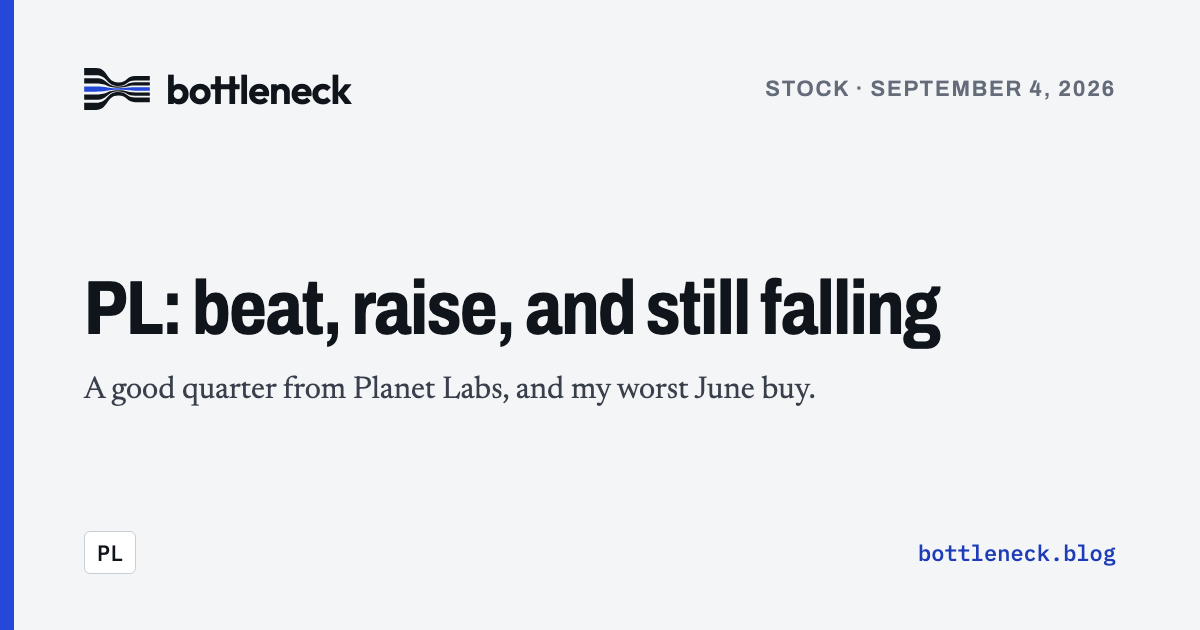 bottleneck
STOCK · SEPTEMBER 4, 2026
PL: beat, raise, and still falling
A good quarter from Planet Labs, and my worst June buy.
PL
bottleneck.blog